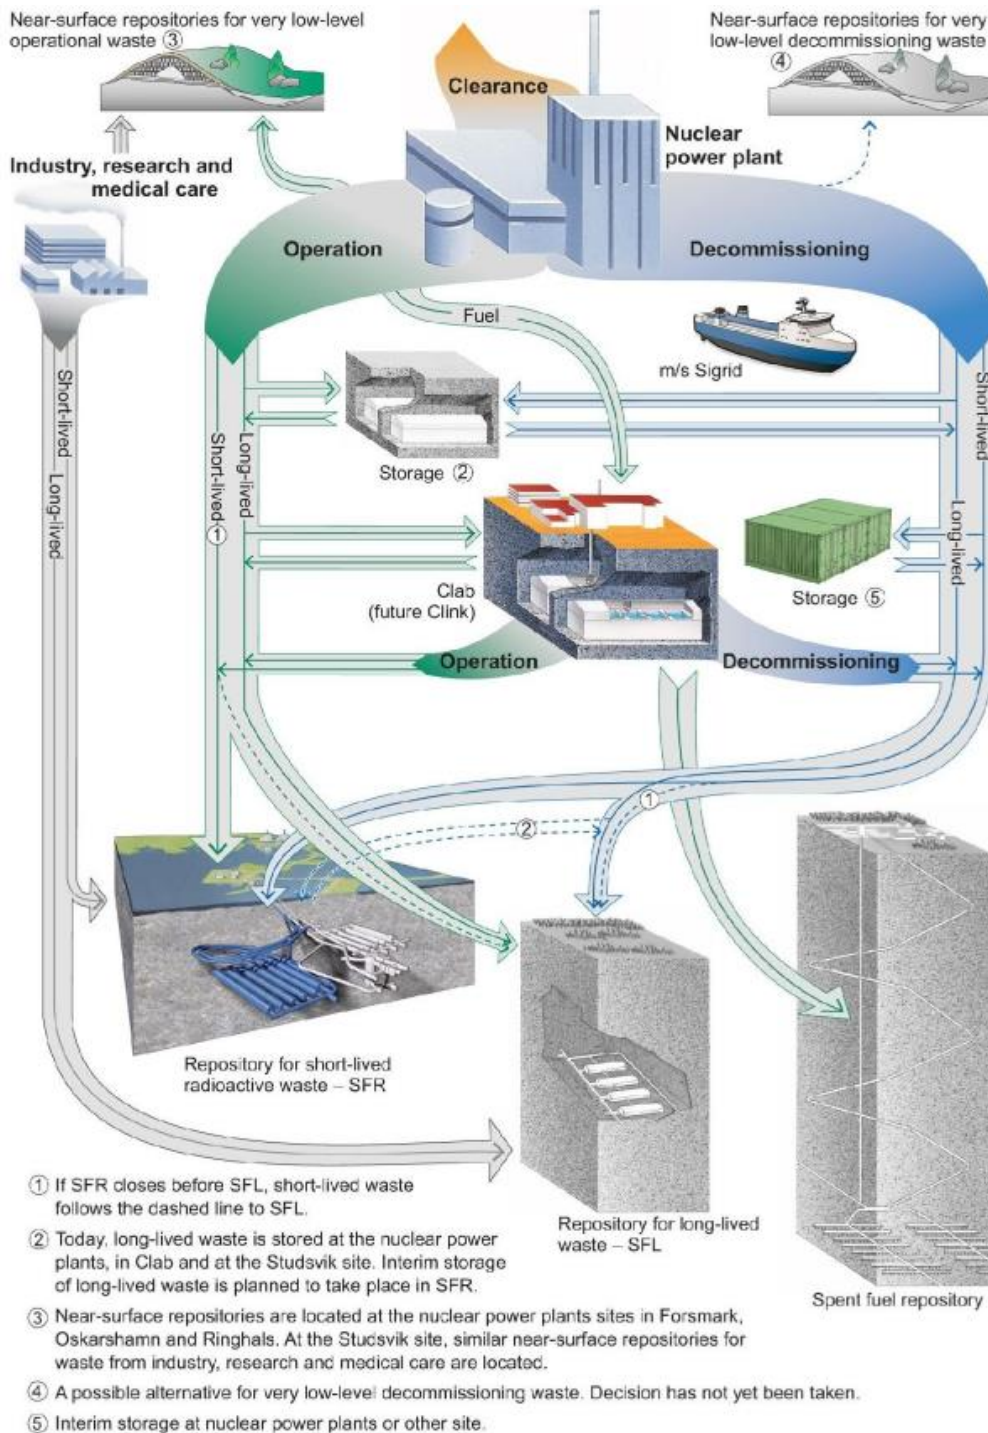 Near-surface repositories for very low-level
operational waste ③
Near-surface repositories for very
low-level decommissioning waste
④
Clearance
Nuclear
power plant
Industry, research and
medical care
Operation
Decommissioning
Fuel
m/s Sigrid
Short-lived
Long-lived
Short-lived ①
Long-lived
Storage ②
Short-lived
Long-lived
Clab
(future Clink)
Storage ⑤
Operation
Decommissioning
①
②
Repository for short-lived
radioactive waste – SFR
Repository for long-lived
waste – SFL
Spent fuel repository
① If SFR closes before SFL, short-lived waste
follows the dashed line to SFL.
② Today, long-lived waste is stored at the nuclear power
plants, in Clab and at the Studsvik site. Interim storage
of long-lived waste is planned to take place in SFR.
③ Near-surface repositories are located at the nuclear power plants sites in Forsmark,
Oskarshamn and Ringhals. At the Studsvik site, similar near-surface repositories for
waste from industry, research and medical care are located.
④ A possible alternative for very low-level decommissioning waste. Decision has not yet been taken.
⑤ Interim storage at nuclear power plants or other site.